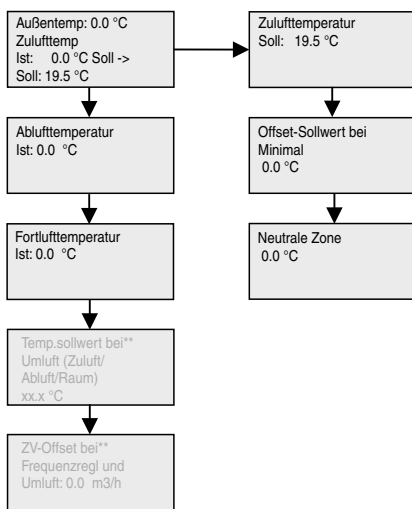 Außentemp: 0.0 °C
Zulufttemp
Ist: 0.0 °C Soll ->
Soll: 19.5 °C
Zulufttemperatur
Soll: 19.5 °C
Ablufttemperatur
Ist: 0.0 °C
Offset-Sollwert bei
Minimal
0.0 °C
Fortlufttemperatur
Ist: 0.0 °C
Neutrale Zone
0.0 °C
Temp.sollwert bei**
Umluft (Zuluft/
Abluft/Raum)
xx.x °C
ZV-Offset bei**
Frequenzregl und
Umluft: 0.0 m3/h